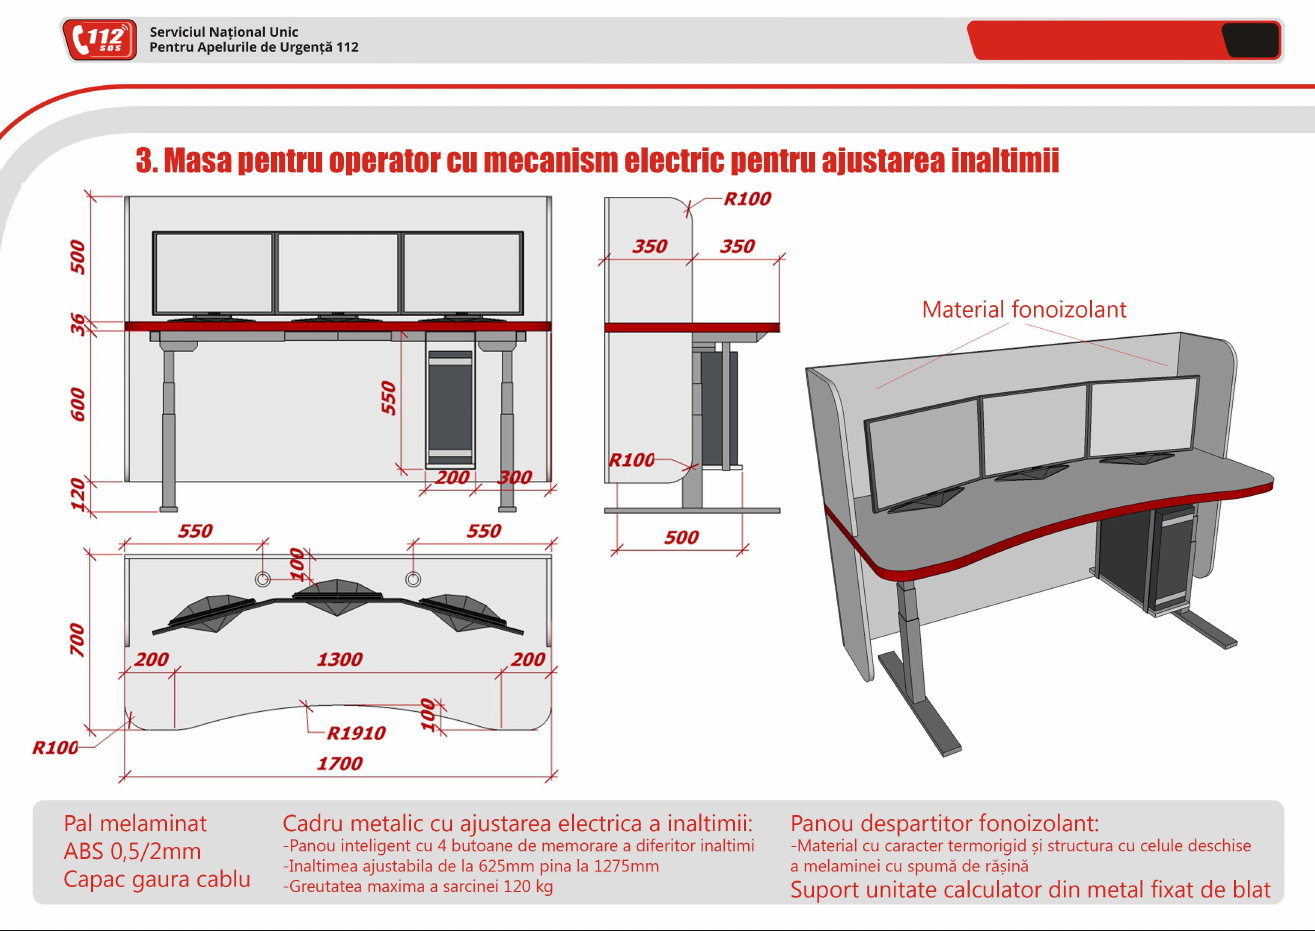 112
SOS
Serviciul Național Unic
Pentru Apelurile de Urgență 112
3. Masa pentru operator cu mecanism electric pentru ajustarea inaltimii
R100
500
350
350
36
Material fonoizolant
600
550
R100
200
300
120
550
550
500
100
700
200
1300
200
100
R1910
R100
1700
Pal melaminat
ABS 0,5/2mm
Capac gaura cablu
Cadru metalic cu ajustarea electrica a inaltimii:
-Panou inteligent cu 4 butoane de memorare a diferitor inaltimi
-Inaltimea ajustabila de la 625mm pina la 1275mm
-Greutatea maxima a sarcinei 120 kg
Panou despartitor fonoizolant:
-Material cu caracter termorigid și structura cu celule deschise
a melaminei cu spumă de rășină
Suport unitate calculator din metal fixat de blat